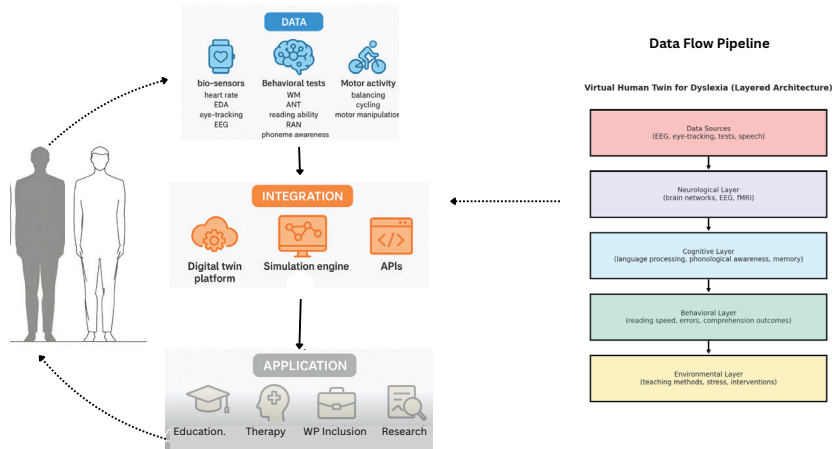 DATA
bio-sensors
heart rate
EDA
eye-tracking
EEG
Behavioral tests
WM
ANT
reading ability
RAN
phoneme awareness
Motor activity
balancing
cycling
motor manipulation
INTEGRATION
Digital twin
platform
Simulation engine
APIs
</>
APPLICATION
Education.
Therapy
WP Inclusion
Research
Data Flow Pipeline
Virtual Human Twin for Dyslexia (Layered Architecture)
Data Sources
(EEG, eye-tracking, tests, speech)
Neurological Layer
(brain networks, EEG, fMRI)
Cognitive Layer
(language processing, phonological awareness, memory)
Behavioral Layer
(reading speed, errors, comprehension outcomes)
Environmental Layer
(teaching methods, stress, interventions)